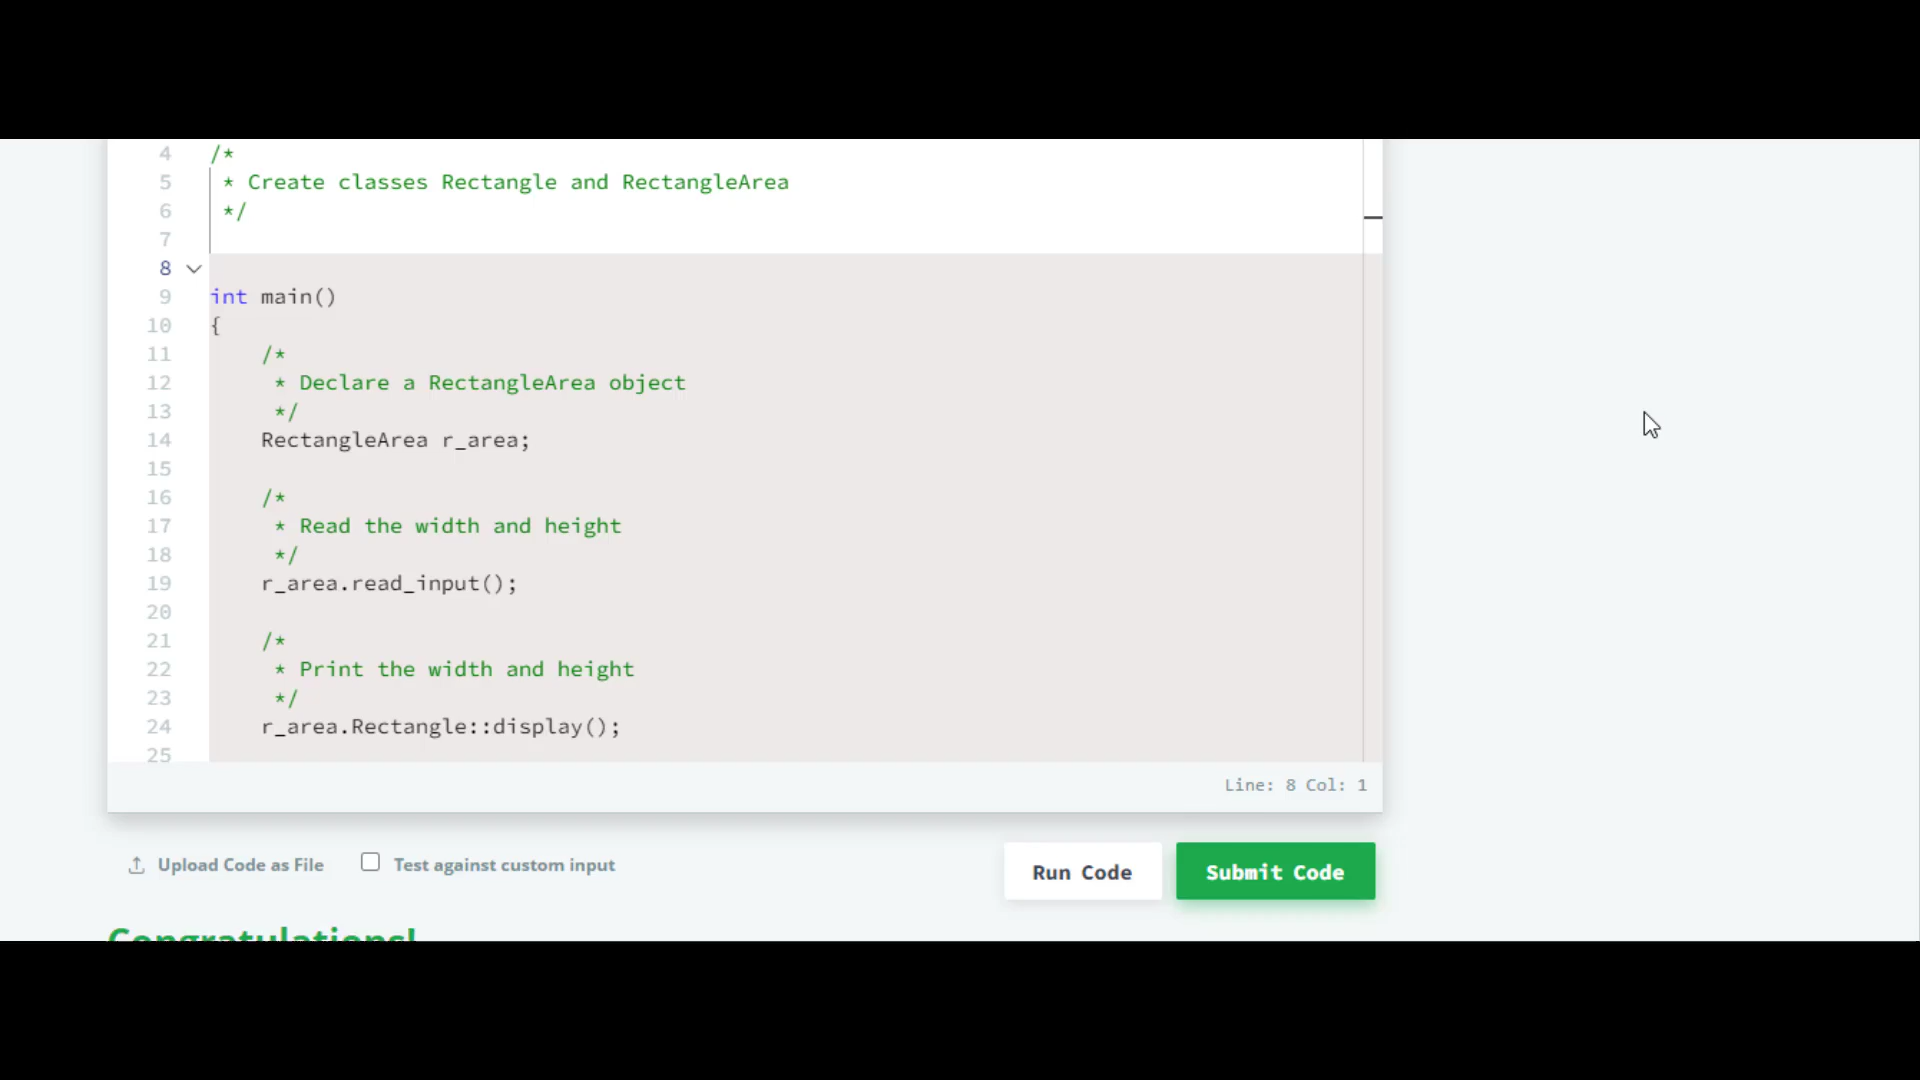 4 /*
5 * Create classes Rectangle and RectangleArea
6 */
7
8
9 int main()
10 {
11 /*
12 * Declare a RectangleArea object
13 */
14 RectangleArea r_area;
15
16 /*
17 * Read the width and height
18 */
19 r_area.read_input();
20
21 /*
22 * Print the width and height
23 */
24 r_area.Rectangle::display();
25
Line: 8 Col: 1
Upload Code as File Test against custom input Run Code Submit Code
Congratulations!